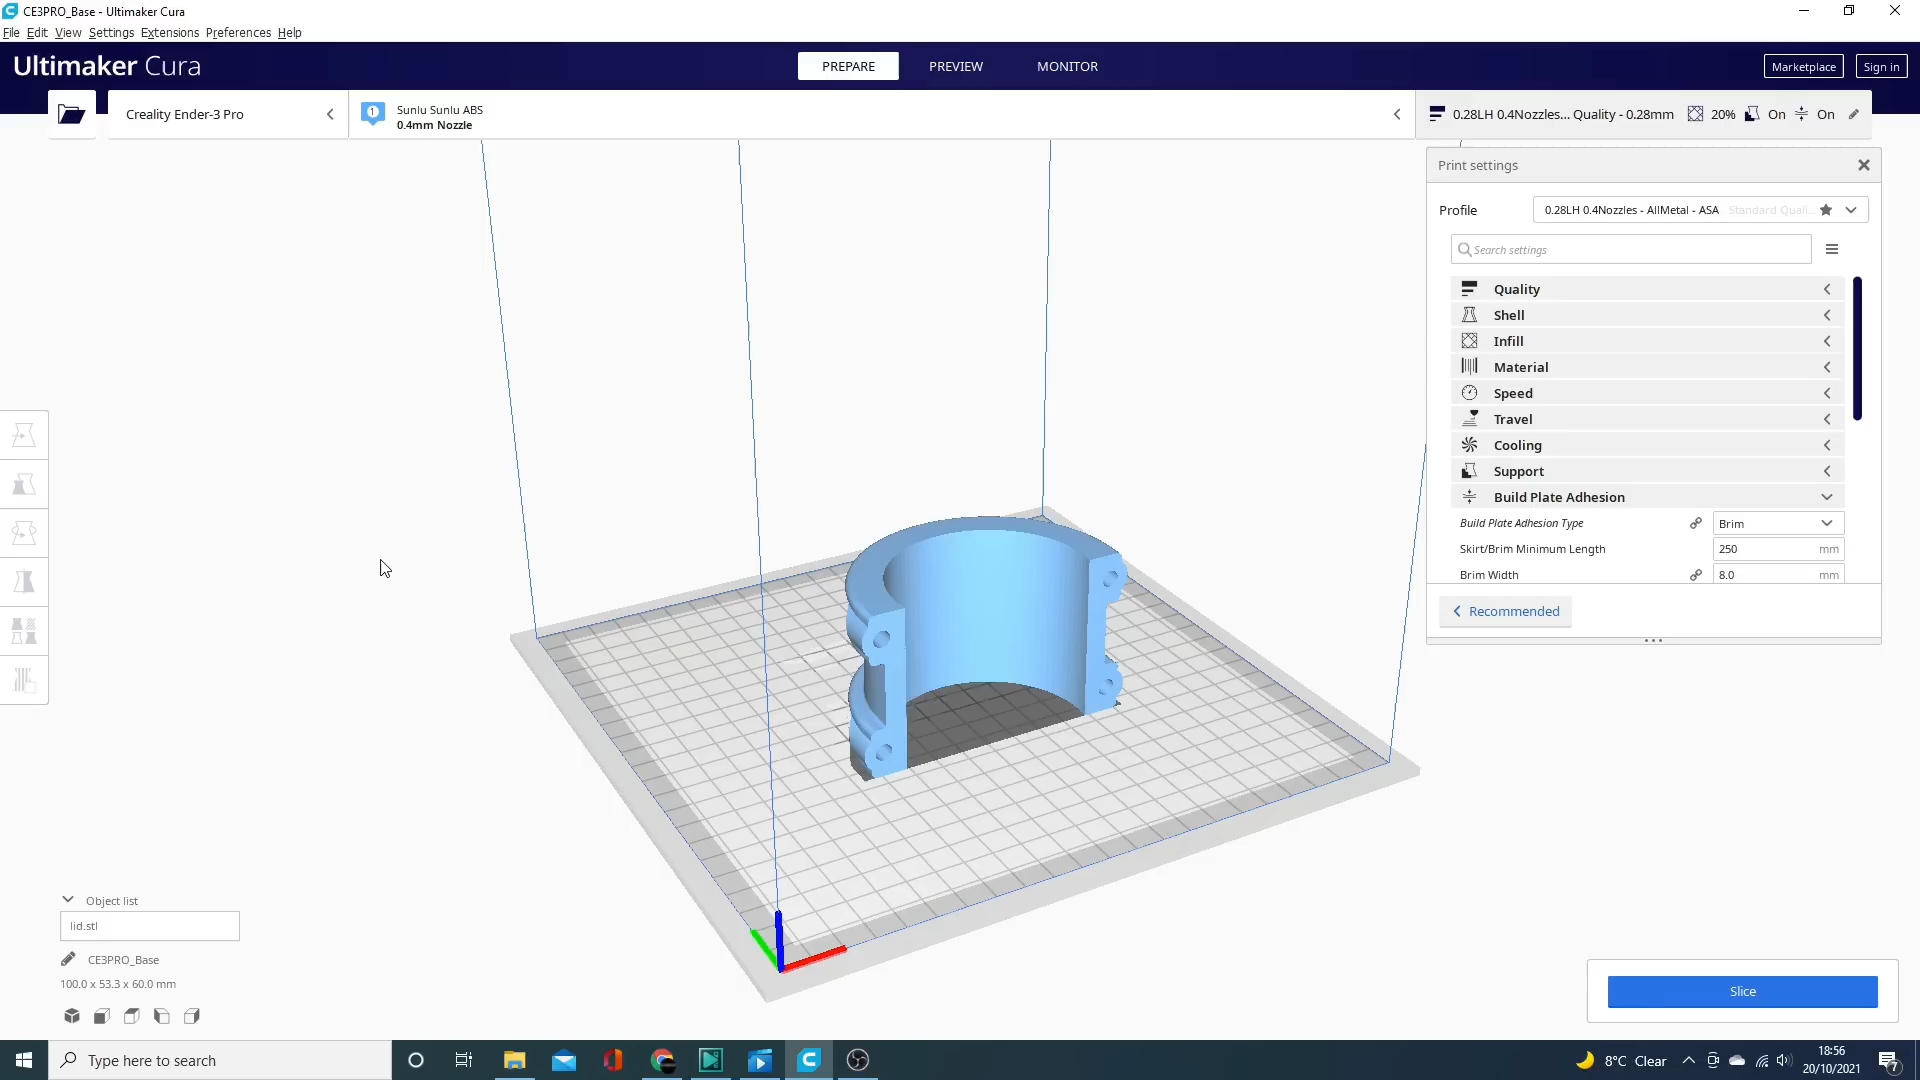 CE3PRO_Base - Ultimaker Cura
File Edit View Settings Extensions Preferences Help
Ultimaker Cura
PREPARE
PREVIEW
MONITOR
Marketplace
Sign in
Creality Ender-3 Pro
1
Sunlu Sunlu ABS
0.4mm Nozzle
0.28LH 0.4Nozzles... Quality - 0.28mm
20%
On
On
Print settings
Profile
0.28LH 0.4Nozzles - AllMetal - ASA Standard Quali...
Search settings
Quality
Shell
Infill
Material
Speed
Travel
Cooling
Support
Build Plate Adhesion
Build Plate Adhesion Type
Brim
Skirt/Brim Minimum Length
250 mm
Brim Width
8.0 mm
Recommended
Object list
lid.stl
CE3PRO_Base
100.0 x 53.3 x 60.0 mm
Slice
Type here to search
8°C Clear
18:56
20/10/2021
7